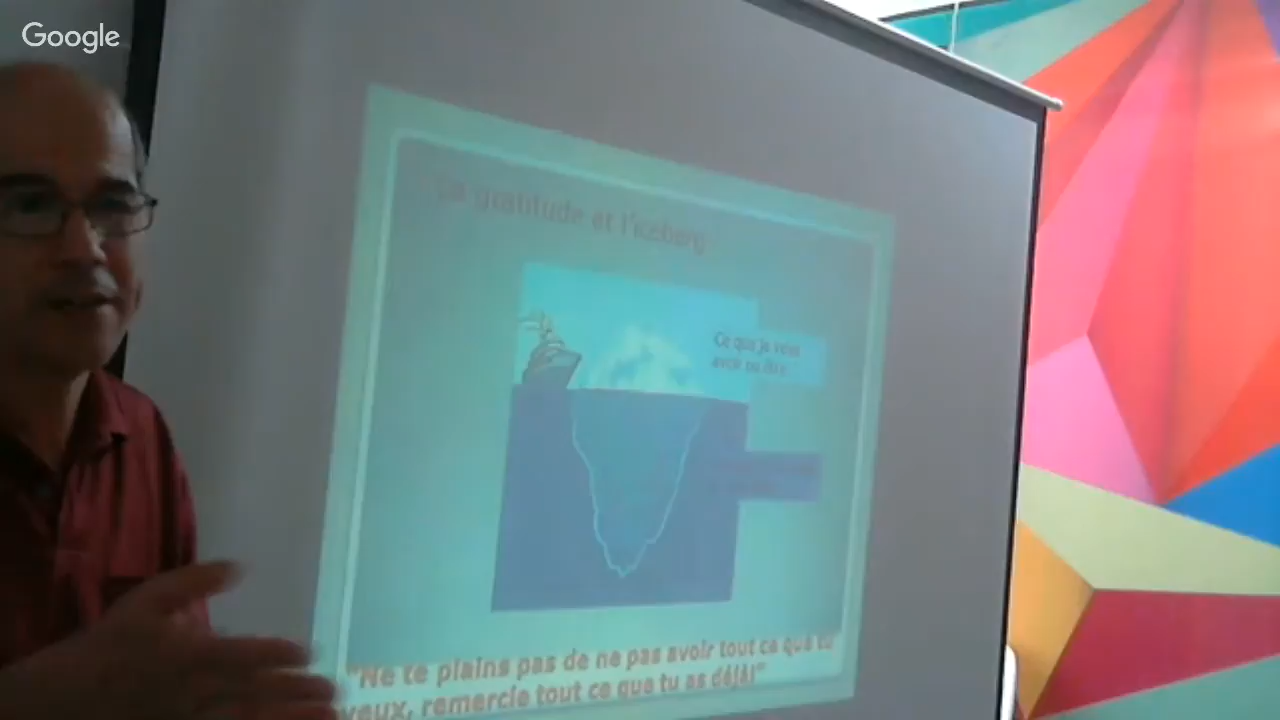 Google
La gratitude et l'iceberg
Ce que je veux
avoir ou être
"Ne te plains pas de ne pas avoir tout ce que tu
veux, remercie tout ce que tu as déjà!"